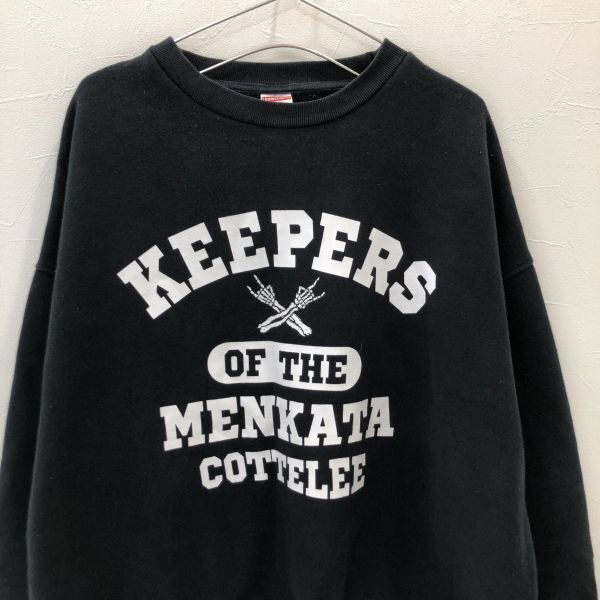 KEEPERS
OF THE
MENKATA
COTTELEE